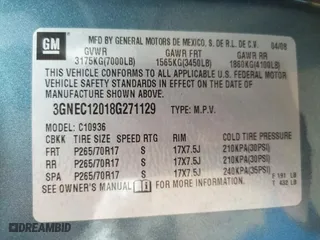 GM
MFD BY GENERAL MOTORS DE MEXICO, S. DE R.L. DE C.V. 04/08
GVWR GAWR FRT GAWR RR
3175KG(7000LB) 1565KG(3450LB) 1860KG(4100LB)
THIS VEHICLE CONFORMS TO ALL APPLICABLE U.S. FEDERAL MOTOR
VEHICLE SAFETY STANDARDS IN EFFECT ON THE DATE OF
MANUFACTURE SHOWN ABOVE.
3GNEC12018G271129 TYPE: M.P.V.
MODEL: C10936
CBKK TIRE SIZE SPEED RTG RIM COLD TIRE PRESSURE
FRT P265/70R17 S 17X7.5J 210KPA(30PSI)
RR P265/70R17 S 17X7.5J 210KPA(30PSI)
SPA P265/70R17 S 17X7.5J 240KPA(35PSI)
SEE OWNER'S MANUAL FOR ADDITIONAL INFORMATION.
DREAMBID